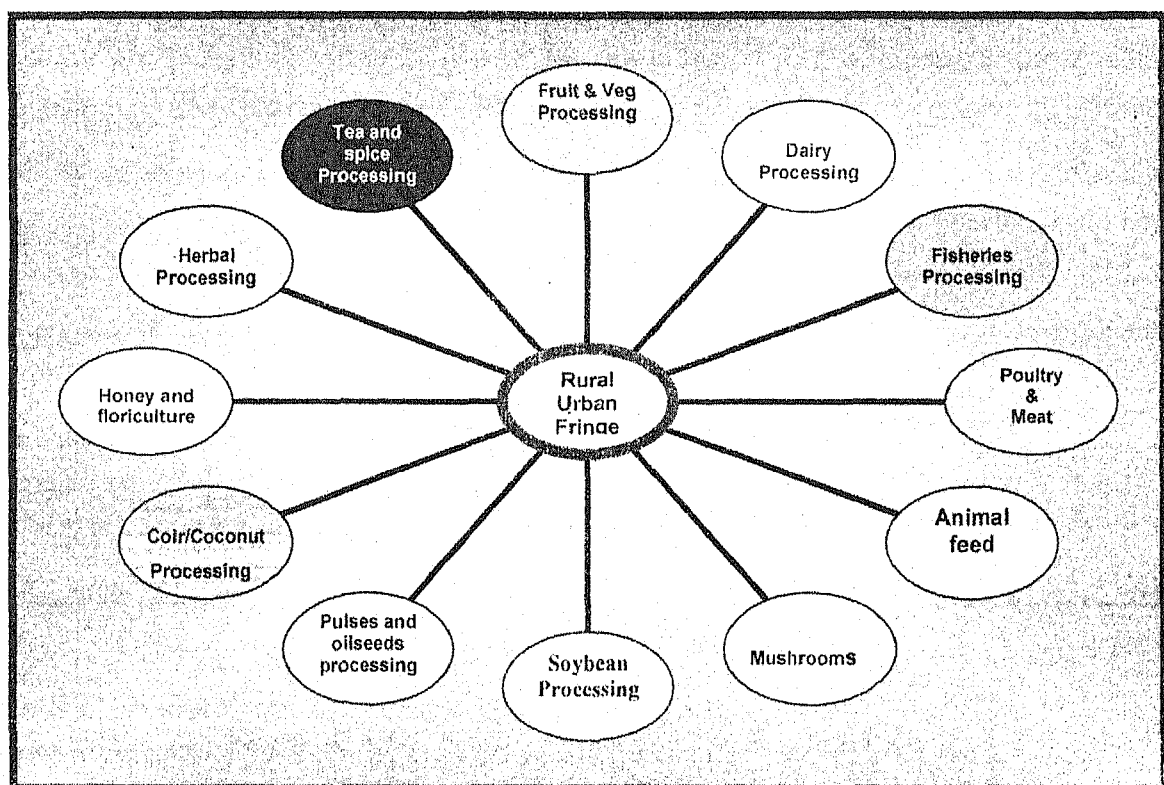 Fruit & Veg
Processing
Dairy
Processing
Fisheries
Processing
Poultry
&
Meat
Animal
feed
Mushrooms
Soybean
Processing
Pulses and
oilseeds
processing
Coir/Coconut
Processing
Honey and
floriculture
Herbal
Processing
Tea and
spice
Processing
Rural
Urban
Fringe